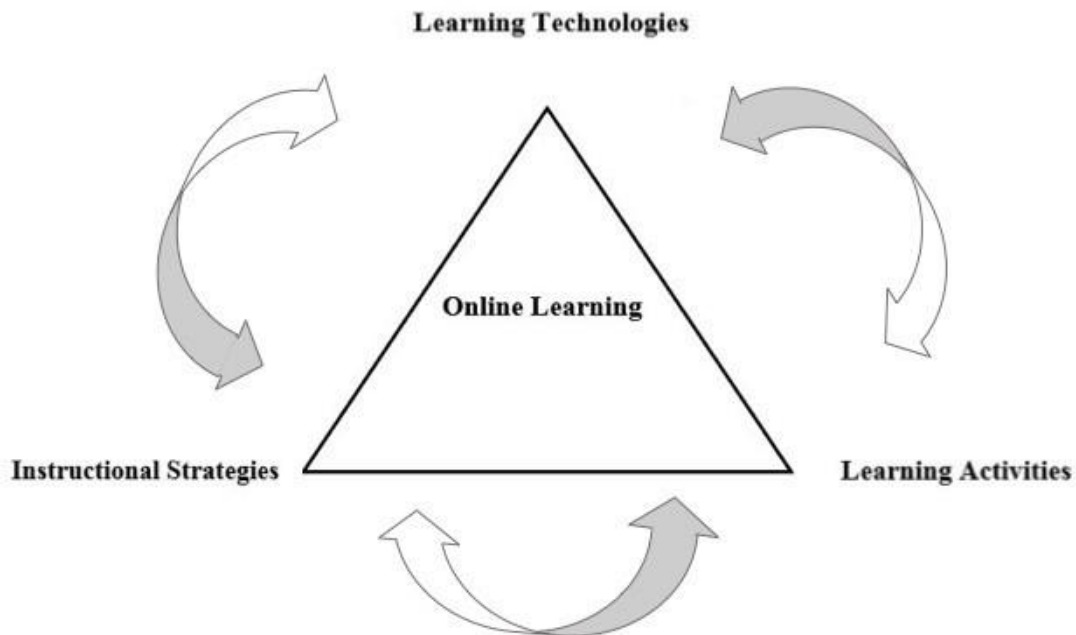 Learning Technologies
Online Learning
Instructional Strategies
Learning Activities